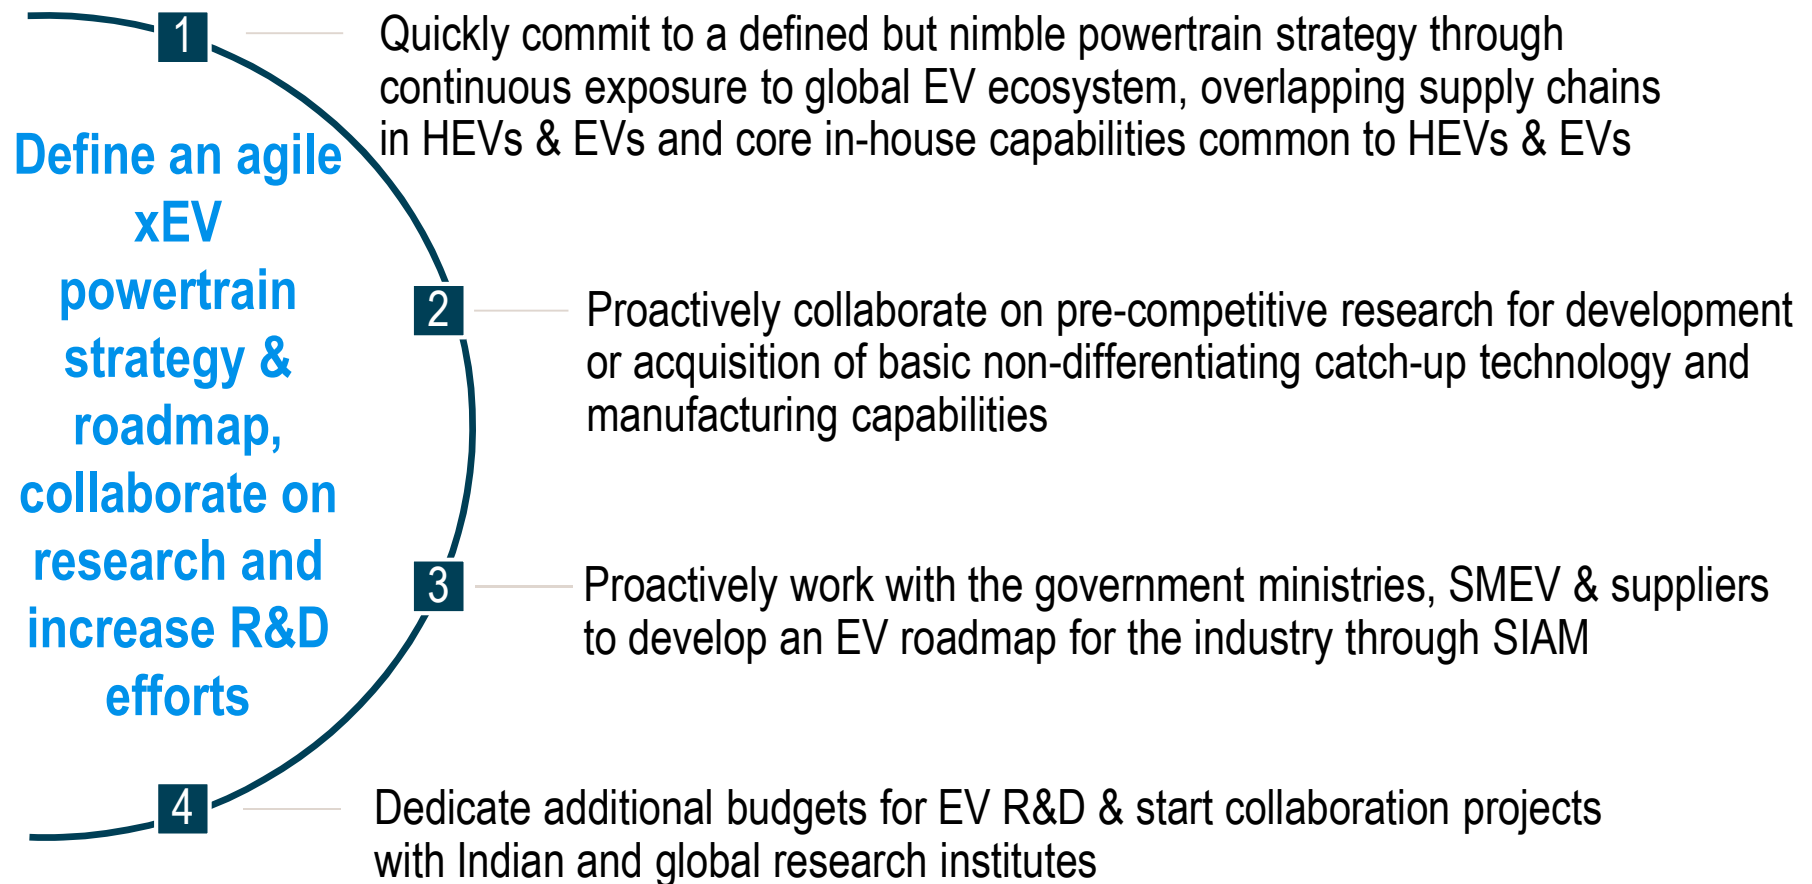 Define an agile
xEV
powertrain
strategy &
roadmap,
collaborate on
research and
increase R&D
efforts
1
Quickly commit to a defined but nimble powertrain strategy through
continuous exposure to global EV ecosystem, overlapping supply chains
in HEVs & EVs and core in-house capabilities common to HEVs & EVs
2
Proactively collaborate on pre-competitive research for development
or acquisition of basic non-differentiating catch-up technology and
manufacturing capabilities
3
Proactively work with the government ministries, SMEV & suppliers
to develop an EV roadmap for the industry through SIAM
4
Dedicate additional budgets for EV R&D & start collaboration projects
with Indian and global research institutes